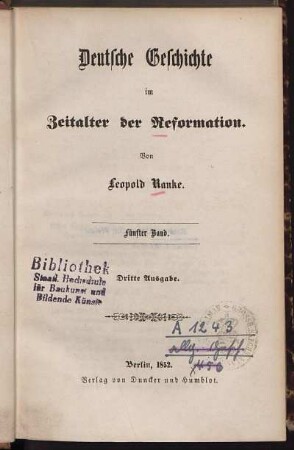 Deutsche Geschichte
im
Zeitalter der Reformation.
Von
Leopold Ranke.
Fünfter Band.
Bibliothek
Staatl. Hochschule
für Baukunst und
Bildende Künste
Dritte Ausgabe.
A 1243
Berlin, 1852.
Verlag von Duncker und Humblot.